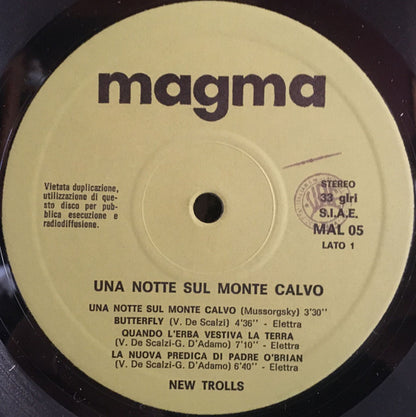 magma
Vietata duplicazione,
utilizzazione di que-
sto disco per pub-
blica esecuzione e
radiodiffusione.
STEREO
33 giri
S.I.A.E.
MAL 05
LATO 1
UNA NOTTE SUL MONTE CALVO
UNA NOTTE SUL MONTE CALVO (Mussorgsky) 3'30''
BUTTERFLY (V. De Scalzi) 4'36'' - Elettra
QUANDO L'ERBA VESTIVA LA TERRA
(V. De Scalzi-G. D'Adamo) 7'10'' - Elettra
LA NUOVA PREDICA DI PADRE O'BRIAN
(V. De Scalzi-G. D'Adamo) 6'40'' - Elettra
NEW TROLLS